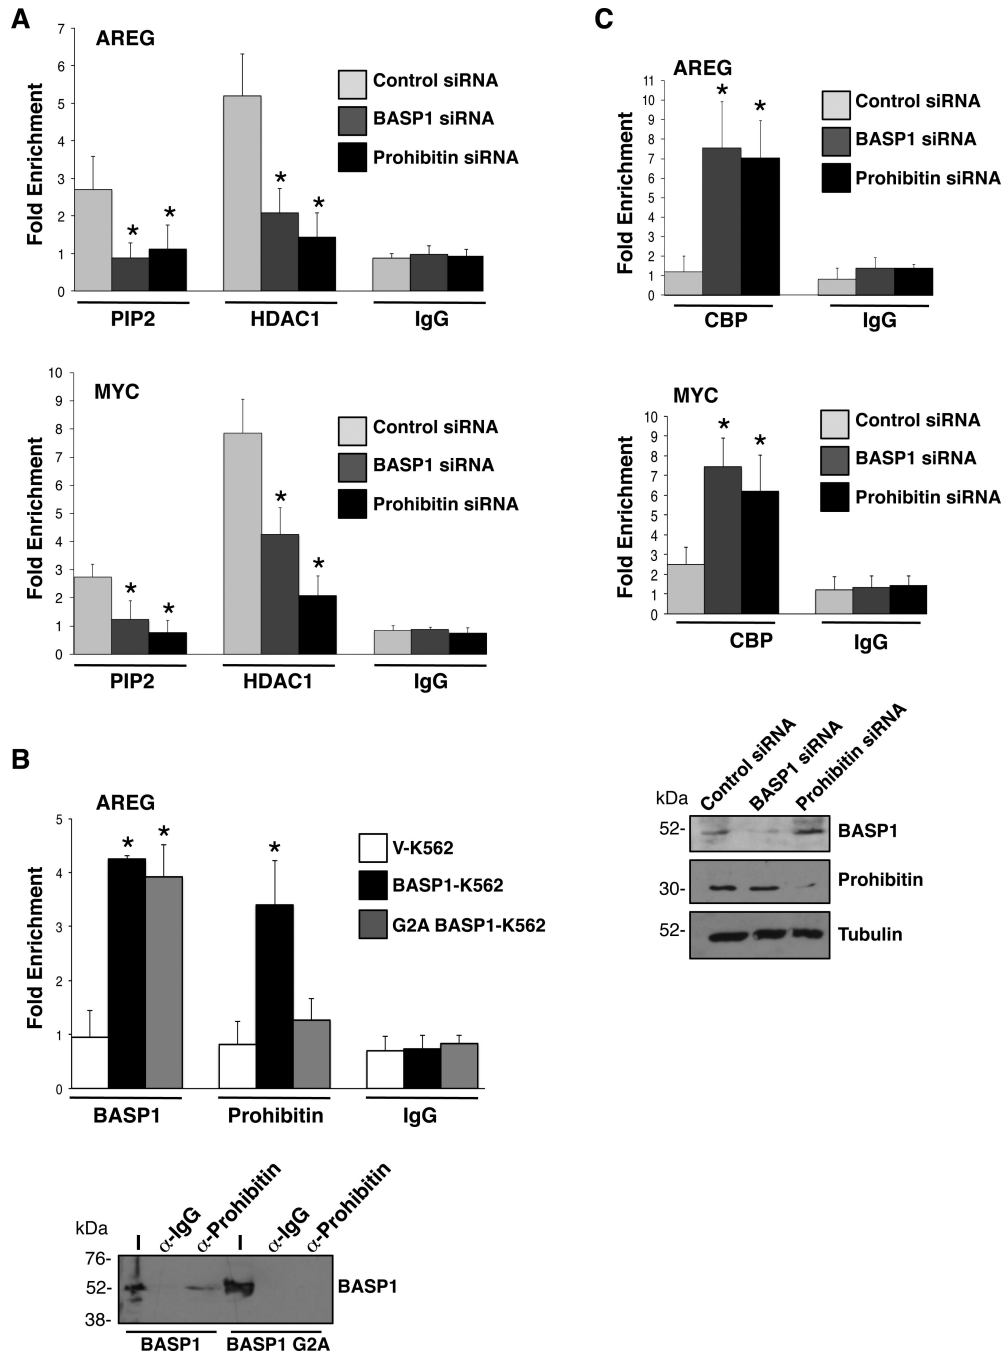 A
AREG
7
6
5
4
3
2
1
0
Fold Enrichment
Control siRNA
BASP1 siRNA
Prohibitin siRNA
* * * *
PIP2 HDAC1 IgG
MYC
10
9
8
7
6
5
4
3
2
1
0
Fold Enrichment
Control siRNA
BASP1 siRNA
Prohibitin siRNA
* * * *
PIP2 HDAC1 IgG
B
AREG
5
4
3
2
1
0
Fold Enrichment
V-K562
BASP1-K562
G2A BASP1-K562
* * *
BASP1 Prohibitin IgG
kDa
I α-IgG α-Prohibitin I α-IgG α-Prohibitin
76-
52-
38-
BASP1
BASP1 BASP1 G2A
C
AREG
11
10
9
8
7
6
5
4
3
2
1
0
Fold Enrichment
Control siRNA
BASP1 siRNA
Prohibitin siRNA
* *
CBP IgG
MYC
10
9
8
7
6
5
4
3
2
1
0
Fold Enrichment
Control siRNA
BASP1 siRNA
Prohibitin siRNA
* *
CBP IgG
Control siRNA BASP1 siRNA Prohibitin siRNA
kDa
52- BASP1
30- Prohibitin
52- Tubulin